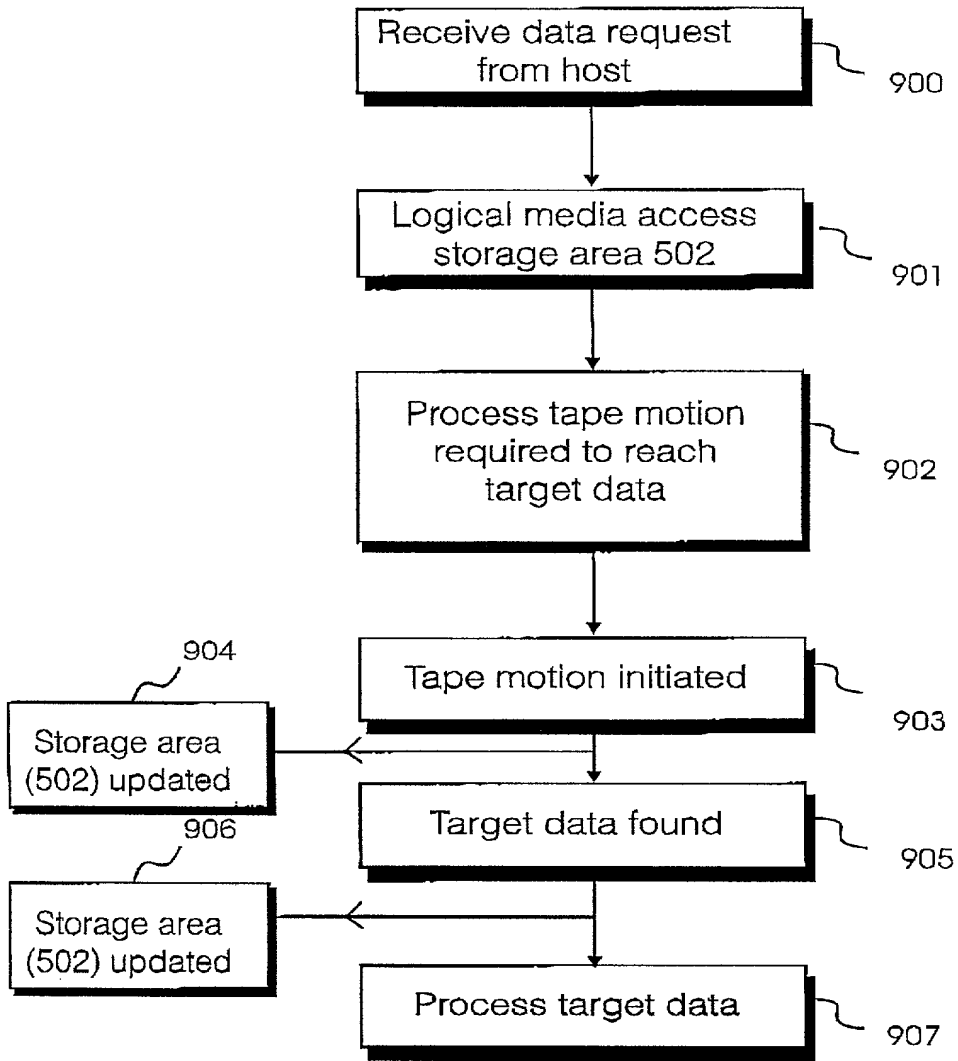 Receive data request
from host
900
Logical media access
storage area 502
901
Process tape motion
required to reach
target data
902
Tape motion initiated
903
904
Storage area
(502) updated
Target data found
905
906
Storage area
(502) updated
Process target data
907